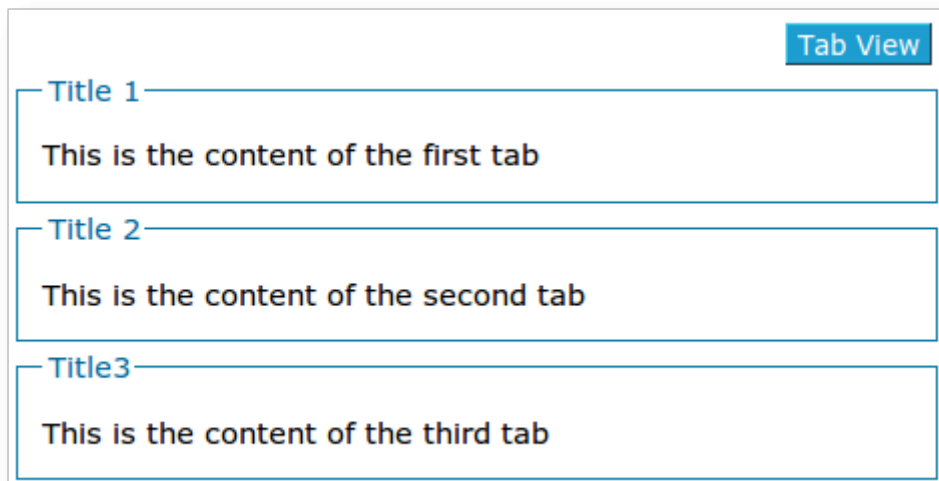 Tab View
Title 1
This is the content of the first tab
Title 2
This is the content of the second tab
Title3
This is the content of the third tab